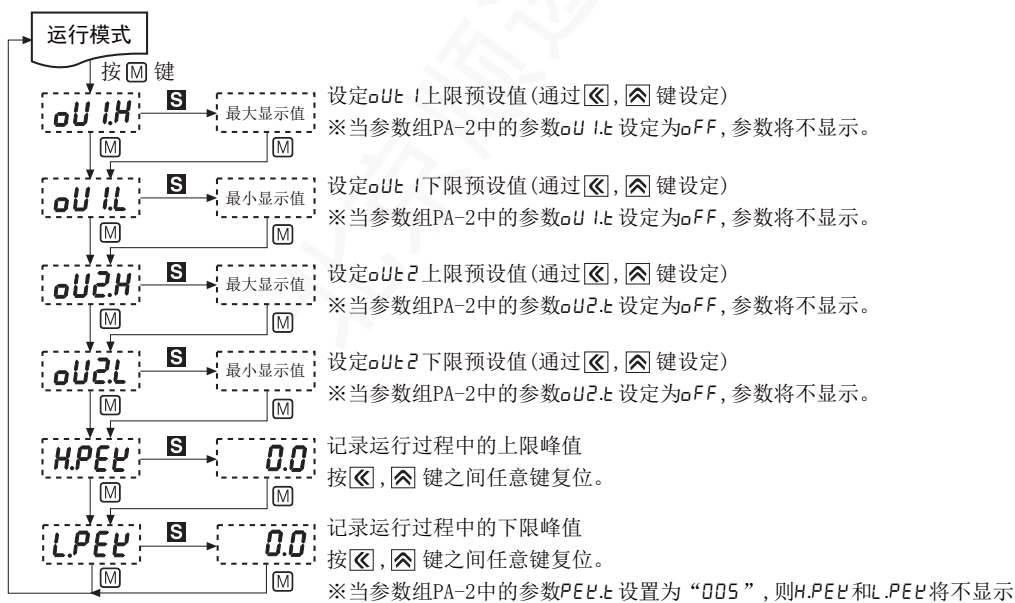 运行模式
按 M 键
oU1.H S 最大显示值 设定oUt1上限预设值(通过《, ︽ 键设定)
※当参数组PA-2中的参数oU1.t设定为oFF,参数将不显示。
M M
oU1.L S 最小显示值 设定oUt1下限预设值(通过《, ︽ 键设定)
※当参数组PA-2中的参数oU1.t设定为oFF,参数将不显示。
M M
oU2.H S 最大显示值 设定oUt2上限预设值(通过《, ︽ 键设定)
※当参数组PA-2中的参数oU2.t设定为oFF,参数将不显示。
M M
oU2.L S 最小显示值 设定oUt2下限预设值(通过《, ︽ 键设定)
※当参数组PA-2中的参数oU2.t设定为oFF,参数将不显示。
M M
H.PEK S 0.0 记录运行过程中的上限峰值
按《, ︽ 键之间任意键复位。
M M
L.PEK S 0.0 记录运行过程中的下限峰值
按《, ︽ 键之间任意键复位。
M M
※当参数组PA-2中的参数PEK.t设置为“00S”,则H.PEK和L.PEK将不显示